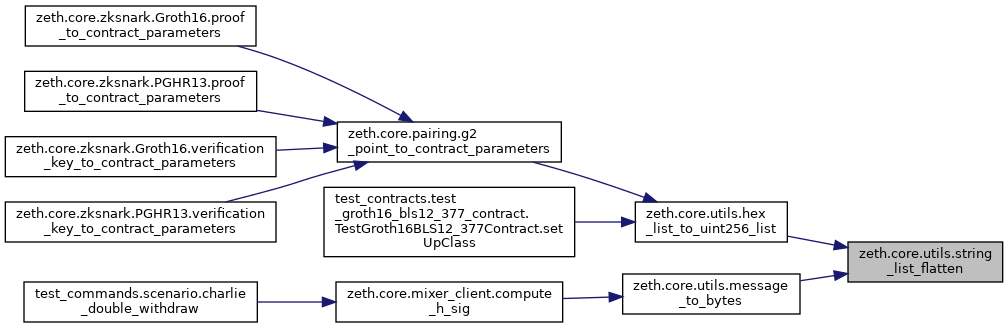 zeth.core.zksnark.Groth16.proof
_to_contract_parameters
zeth.core.zksnark.PGHR13.proof
_to_contract_parameters
zeth.core.pairing.g2
_point_to_contract_parameters
zeth.core.zksnark.Groth16.verification
_key_to_contract_parameters
test_contracts.test
_groth16_bls12_377_contract.
TestGroth16BLS12_377Contract.set
UpClass
zeth.core.zksnark.PGHR13.verification
_key_to_contract_parameters
zeth.core.utils.hex
_list_to_uint256_list
zeth.core.utils.string
_list_flatten
test_commands.scenario.charlie
_double_withdraw
zeth.core.mixer_client.compute
_h_sig
zeth.core.utils.message
_to_bytes